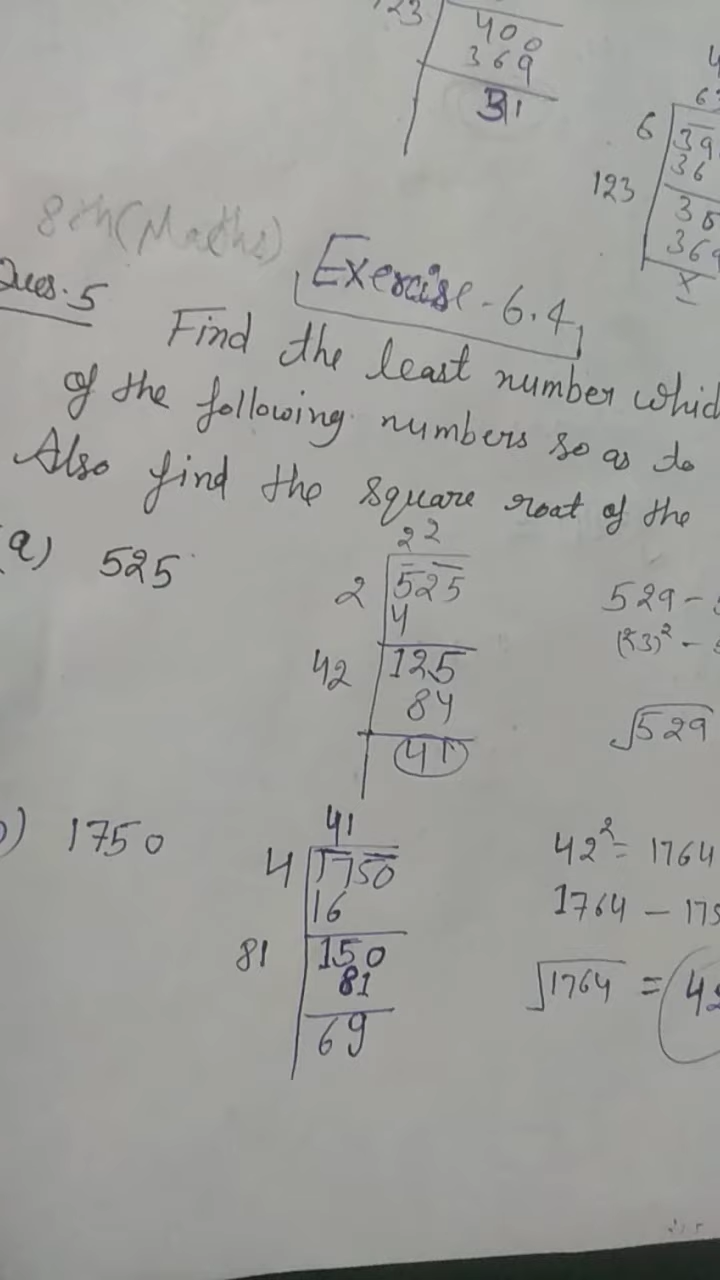 123
400
369
31
6
39
36
123
36
369
x
8th (Maths)
Exercise - 6.4
Ques. 5
Find the least number which
of the following numbers so as to
Also find the square root of the
(a) 525
22
2 525
4
42 125
84
41
529 -
(23)² -
√529
) 1750
41
4 1750
16
81 150
81
69
42² = 1764
1764 - 175
√1764 = 42